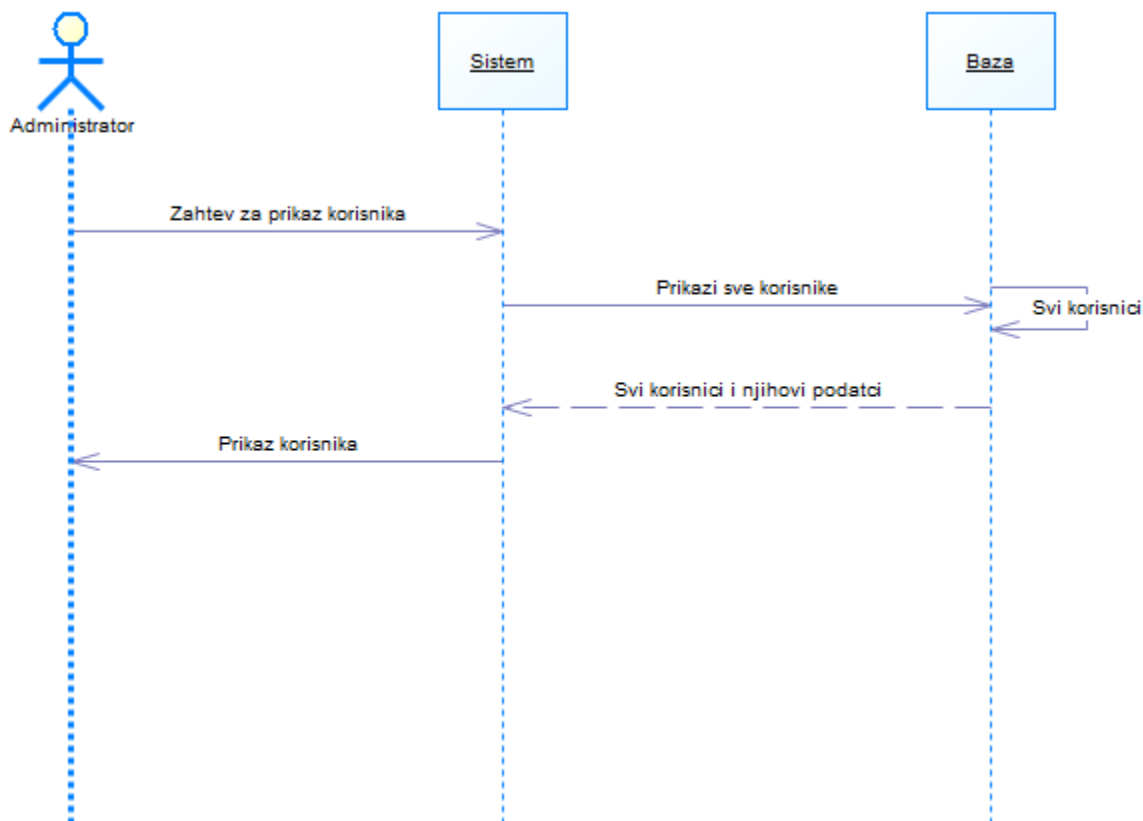 Sistem
Baza
Administrator
Zahtev za prikaz korisnika
Prikazi sve korisnike
Svi korisnici
Svi korisnici i njihovi podatci
Prikaz korisnika